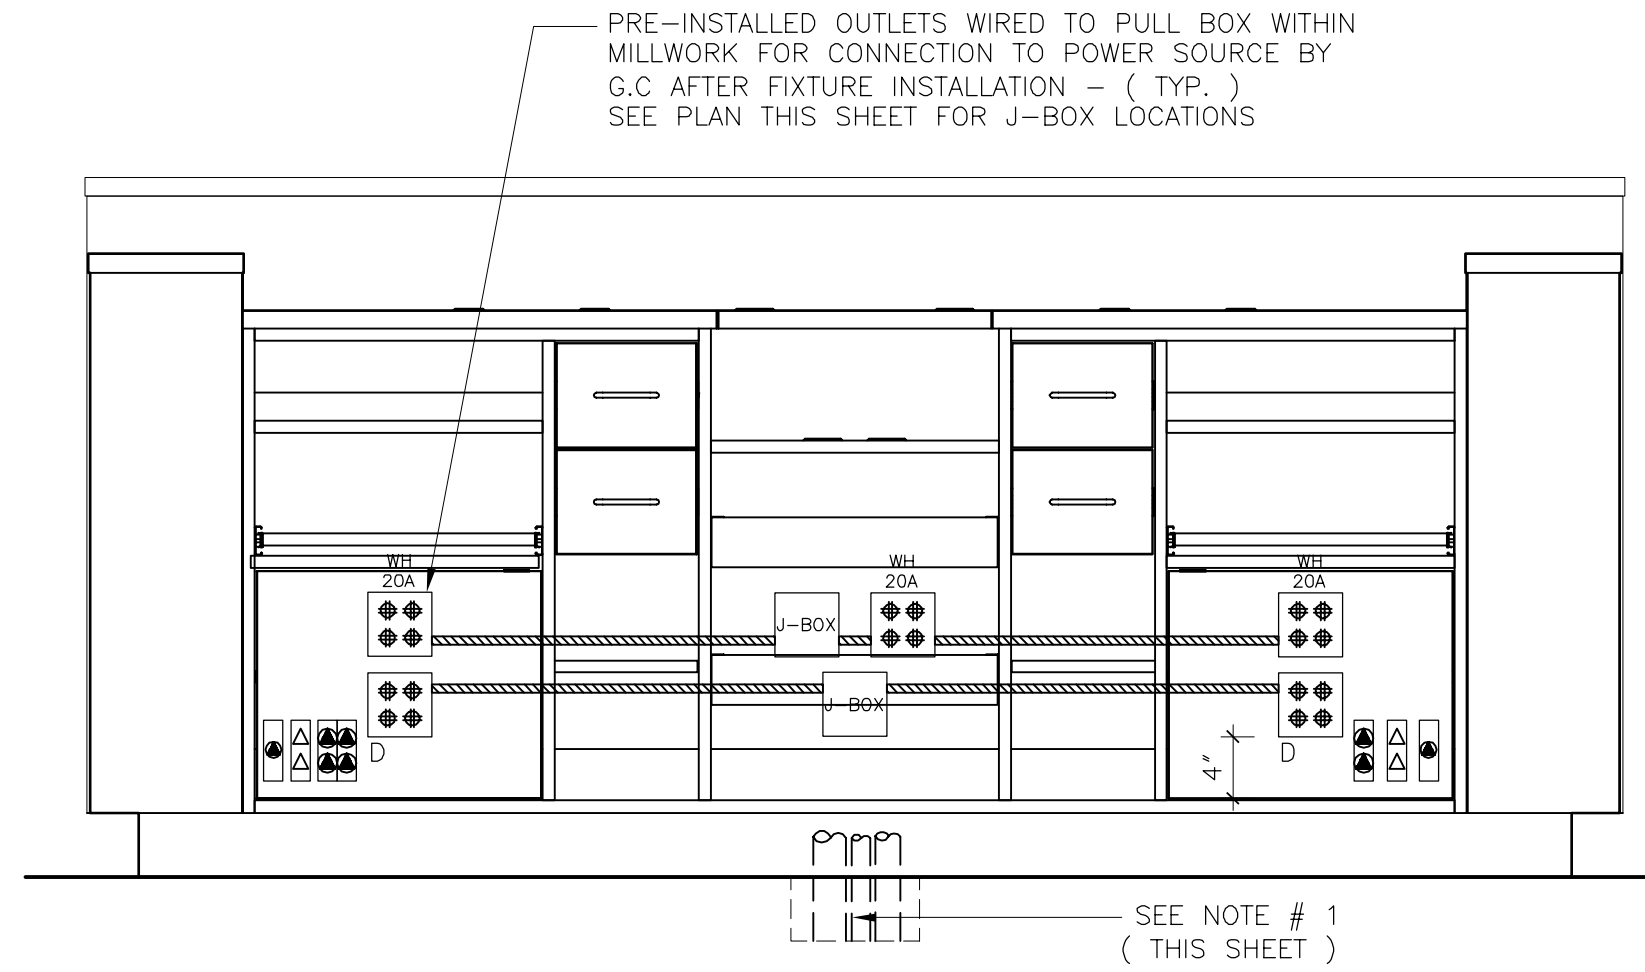 PRE-INSTALLED OUTLETS WIRED TO PULL BOX WITHIN
MILLWORK FOR CONNECTION TO POWER SOURCE BY
G.C AFTER FIXTURE INSTALLATION - ( TYP. )
SEE PLAN THIS SHEET FOR J-BOX LOCATIONS
WH
20A
WH
20A
WH
20A
J-BOX
J-BOX
D
D
4"
SEE NOTE # 1
( THIS SHEET )